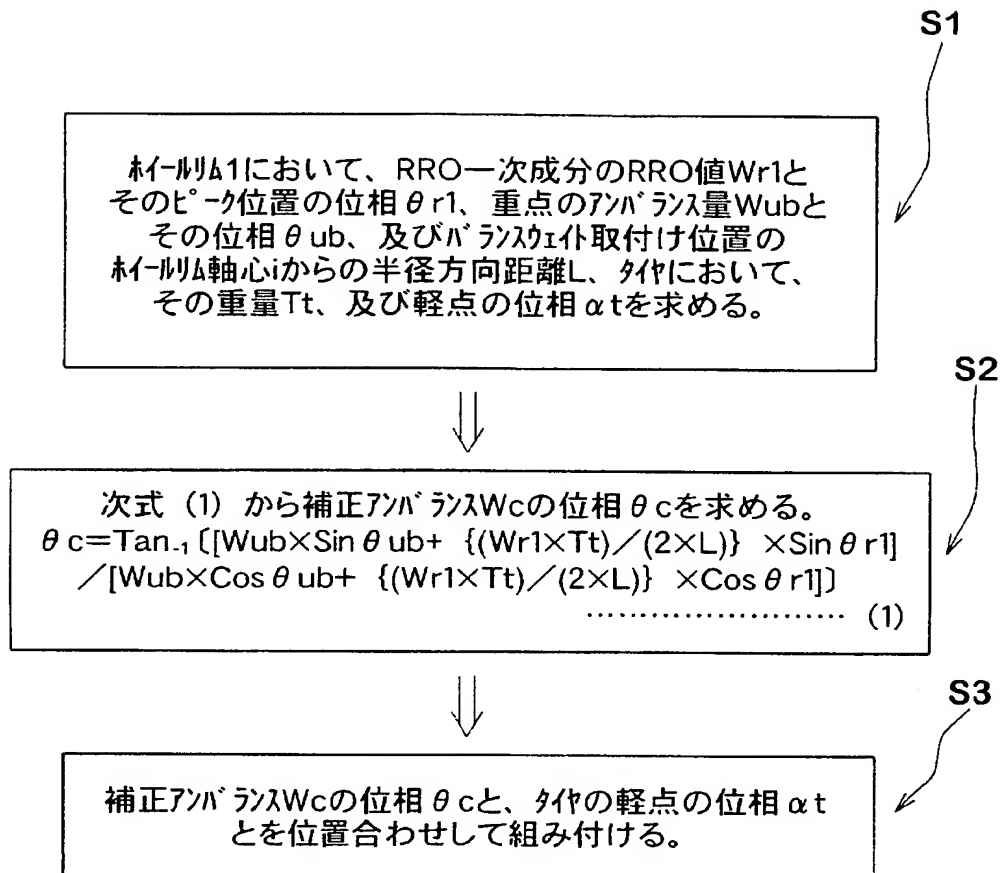 S1
ﾎｲｰﾙﾘﾑ1において、RRO一次成分のRRO値Wr1と
そのﾋﾟｰｸ位置の位相θr1、重点のｱﾝﾊﾞﾗﾝｽ量Wubと
その位相θub、及びﾊﾞﾗﾝｽｳｪｲﾄ取付け位置の
ﾎｲｰﾙﾘﾑ軸心iからの半径方向距離L、ﾀｲﾔにおいて、
その重量Tt、及び軽点の位相αtを求める。
S2
次式（1）から補正ｱﾝﾊﾞﾗﾝｽWcの位相θcを求める。
θc=Tan-1〔[Wub×Sinθub+ {(Wr1×Tt)/(2×L)} ×Sinθr1]
/[Wub×Cosθub+ {(Wr1×Tt)/(2×L)} ×Cosθr1]〕
……………………（1）
S3
補正ｱﾝﾊﾞﾗﾝｽWcの位相θcと、ﾀｲﾔの軽点の位相αt
とを位置合わせして組み付ける。